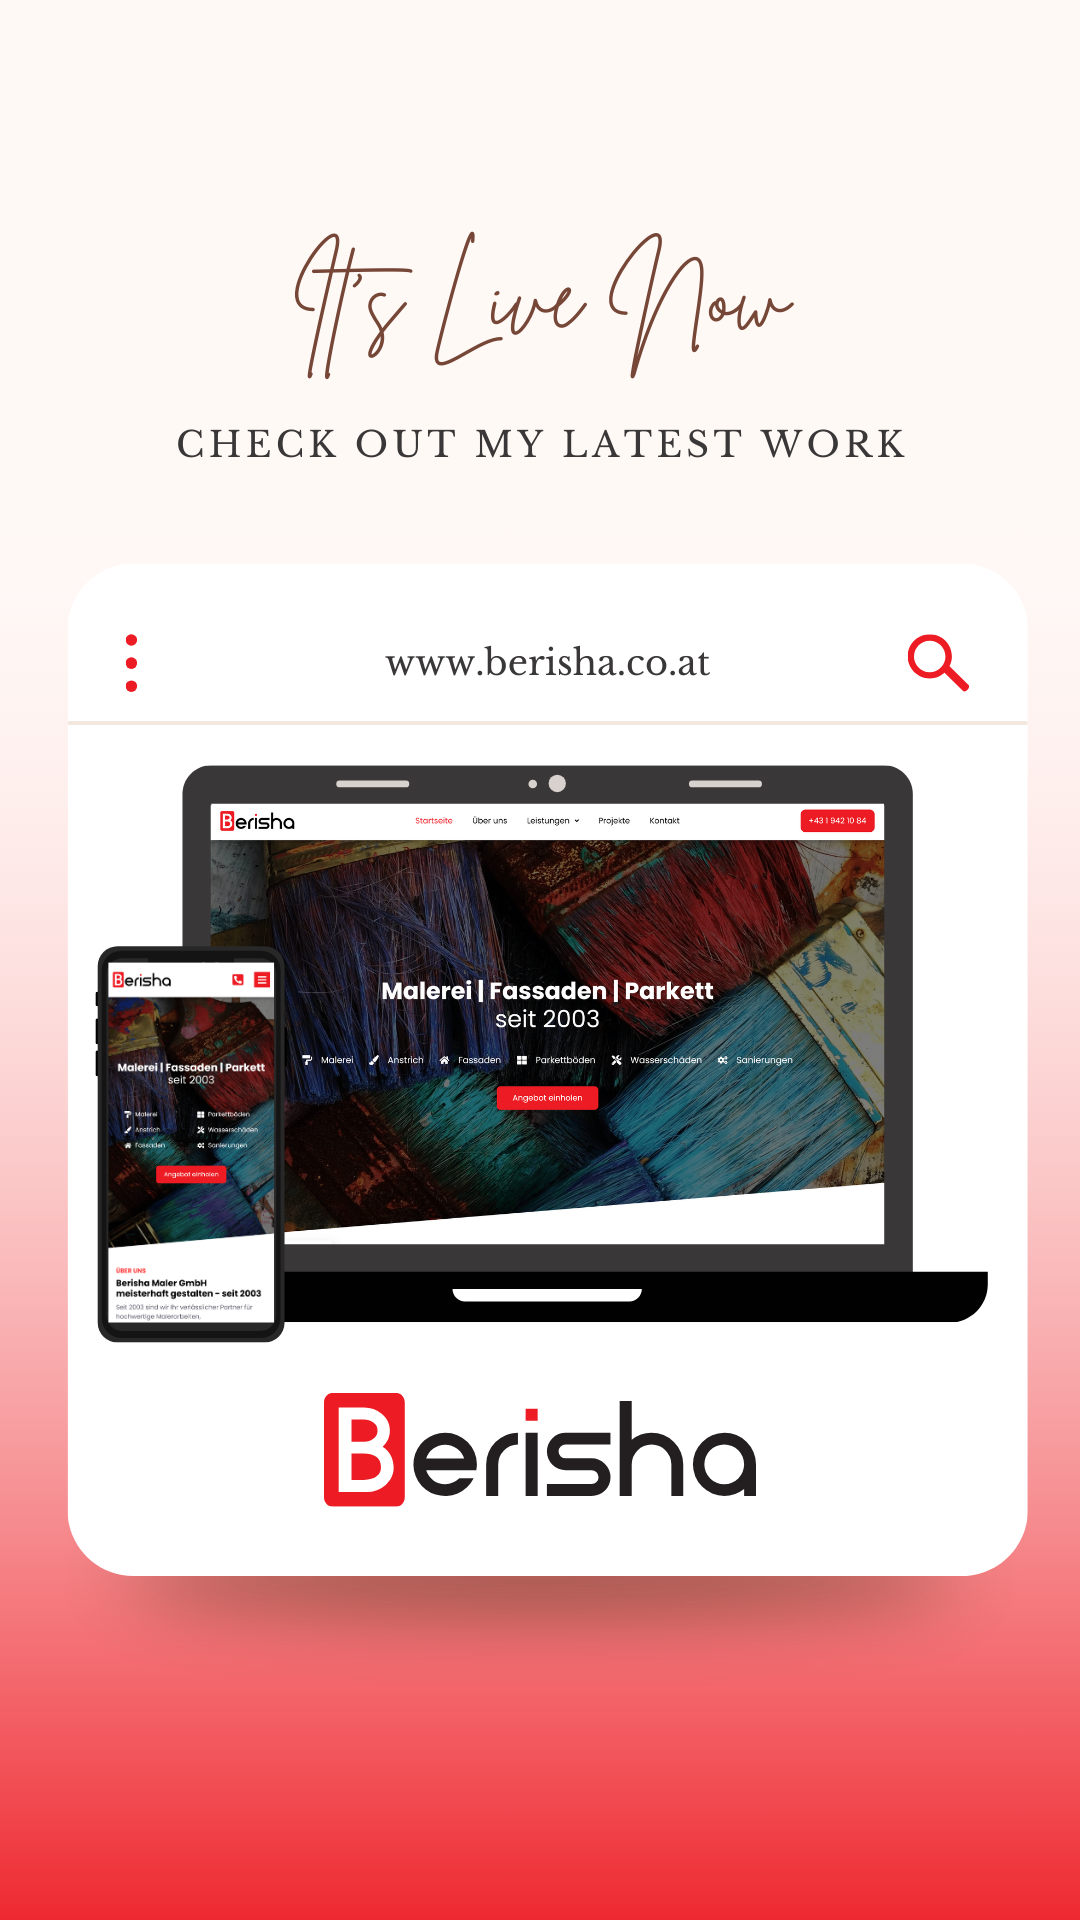 It's Live Now
CHECK OUT MY LATEST WORK
www.berisha.co.at
Berisha
Startseite
Über uns
Leistungen
Projekte
Kontakt
+43 1 942 10 84
Malerei | Fassaden | Parkett
seit 2003
Malerei
Anstrich
Fassaden
Parkettböden
Wasserschäden
Sanierungen
Angebot einholen
Berisha
Malerei | Fassaden | Parkett
seit 2003
Malerei
Parkettböden
Anstrich
Wasserschäden
Fassaden
Sanierungen
Angebot einholen
ÜBER UNS
Berisha Maler GmbH
meisterhaft gestalten - seit 2003
Seit 2003 sind wir Ihr verlässlicher Partner für
hochwertige Malerarbeiten,
Berisha